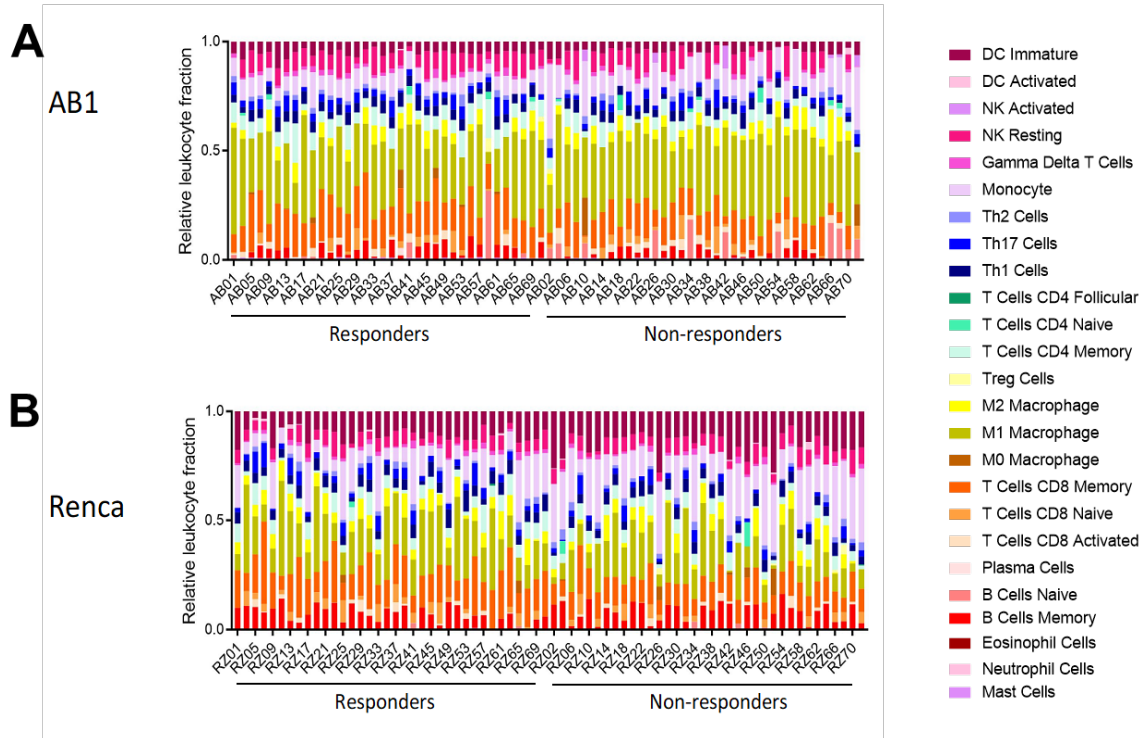 A
AB1
Relative leukocyte fraction
1.0
0.5
0.0
AB01 AB05 AB09 AB13 AB17 AB21 AB25 AB29 AB33 AB37 AB41 AB45 AB49 AB53 AB57 AB61 AB65 AB69 AB02 AB06 AB10 AB14 AB18 AB22 AB26 AB30 AB34 AB38 AB42 AB46 AB50 AB54 AB58 AB62 AB66 AB70
Responders Non-responders
B
Renca
Relative leukocyte fraction
1.0
0.5
0.0
RZ01 RZ05 RZ09 RZ13 RZ17 RZ21 RZ25 RZ29 RZ33 RZ37 RZ41 RZ45 RZ49 RZ53 RZ57 RZ61 RZ65 RZ69 RZ02 RZ06 RZ10 RZ14 RZ18 RZ22 RZ26 RZ30 RZ34 RZ38 RZ42 RZ46 RZ50 RZ54 RZ58 RZ62 RZ66 RZ70
Responders Non-responders
DC Immature
DC Activated
NK Activated
NK Resting
Gamma Delta T Cells
Monocyte
Th2 Cells
Th17 Cells
Th1 Cells
T Cells CD4 Follicular
T Cells CD4 Naive
T Cells CD4 Memory
Treg Cells
M2 Macrophage
M1 Macrophage
M0 Macrophage
T Cells CD8 Memory
T Cells CD8 Naive
T Cells CD8 Activated
Plasma Cells
B Cells Naive
B Cells Memory
Eosinophil Cells
Neutrophil Cells
Mast Cells